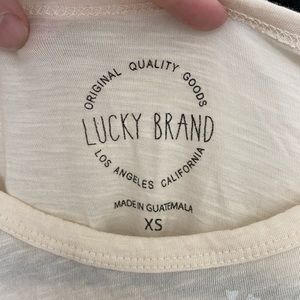 ORIGINAL QUALITY GOODS
LUCKY BRAND
LOS ANGELES CALIFORNIA
MADE IN GUATEMALA
XS